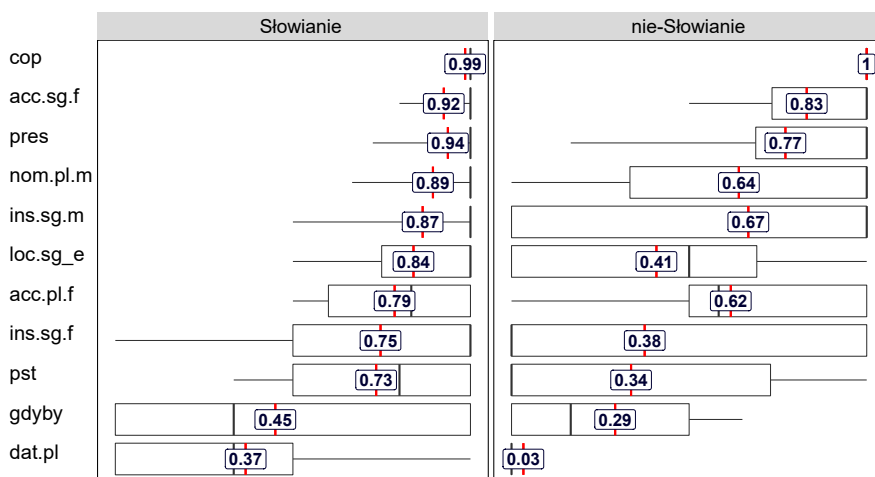 Słowianie nie-Słowianie
cop 0.99 1
acc.sg.f 0.92 0.83
pres 0.94 0.77
nom.pl.m 0.89 0.64
ins.sg.m 0.87 0.67
loc.sg_e 0.84 0.41
acc.pl.f 0.79 0.62
ins.sg.f 0.75 0.38
pst 0.73 0.34
gdyby 0.45 0.29
dat.pl 0.37 0.03